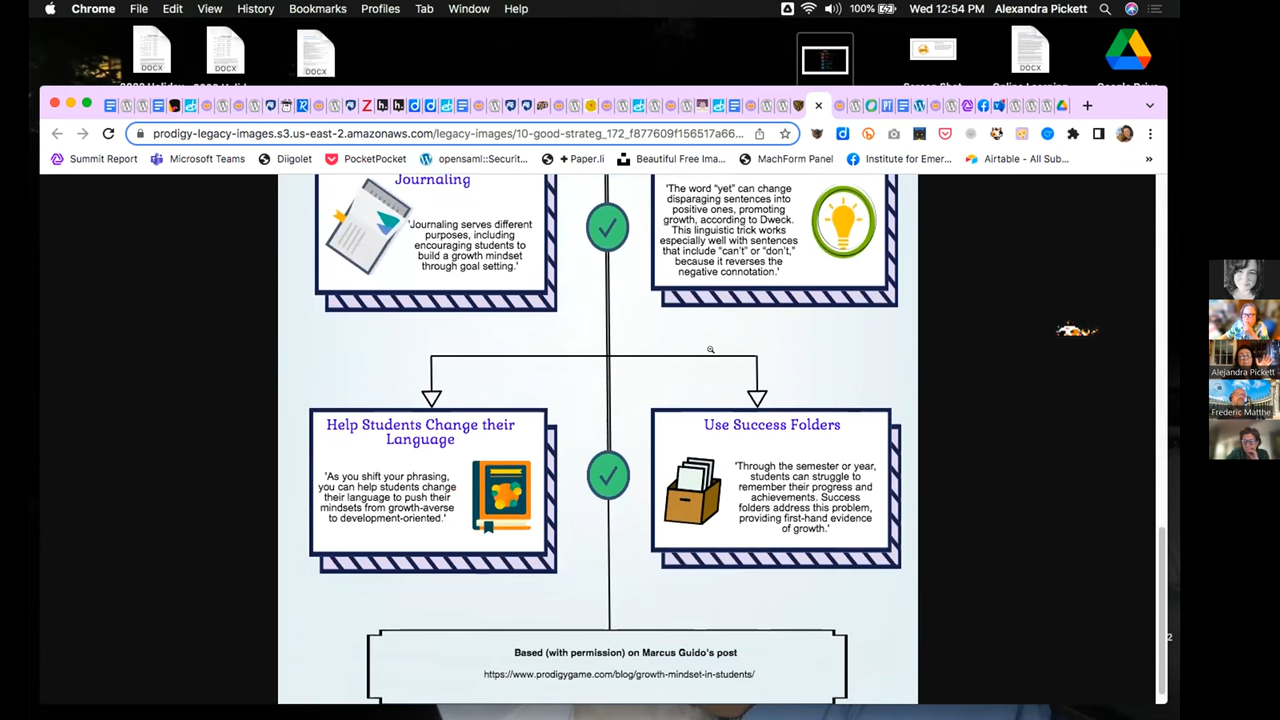 Chrome File Edit View History Bookmarks Profiles Tab Window Help
100% Wed 12:54 PM Alexandra Pickett
DOCX DOCX DOCX DOCX
prodigy-legacy-images.s3.us-east-2.amazonaws.com/legacy-images/10-good-strateg_172_f877609f156517a66...
Summit Report Microsoft Teams Diigolet PocketPocket opensam!::Securit... + Paper.li Beautiful Free Ima... MachForm Panel Institute for Emer... Airtable - All Sub... »
Journaling
'Journaling serves different
purposes, including
encouraging students to
build a growth mindset
through goal setting.'
'The word "yet" can change
disparaging sentences into
positive ones, promoting
growth, according to Dweck.
This linguistic trick works
especially well with sentences
that include "can't" or "don't,"
because it reverses the
negative connotation.'
Help Students Change their
Language
'As you shift your phrasing,
you can help students change
their language to push their
mindsets from growth-averse
to development-oriented.'
Use Success Folders
'Through the semester or year,
students can struggle to
remember their progress and
achievements. Success
folders address this problem,
providing first-hand evidence
of growth.'
Based (with permission) on Marcus Guido's post
https://www.prodigygame.com/blog/growth-mindset-in-students/
Alejandra Pickett
Frederic Matthe
2